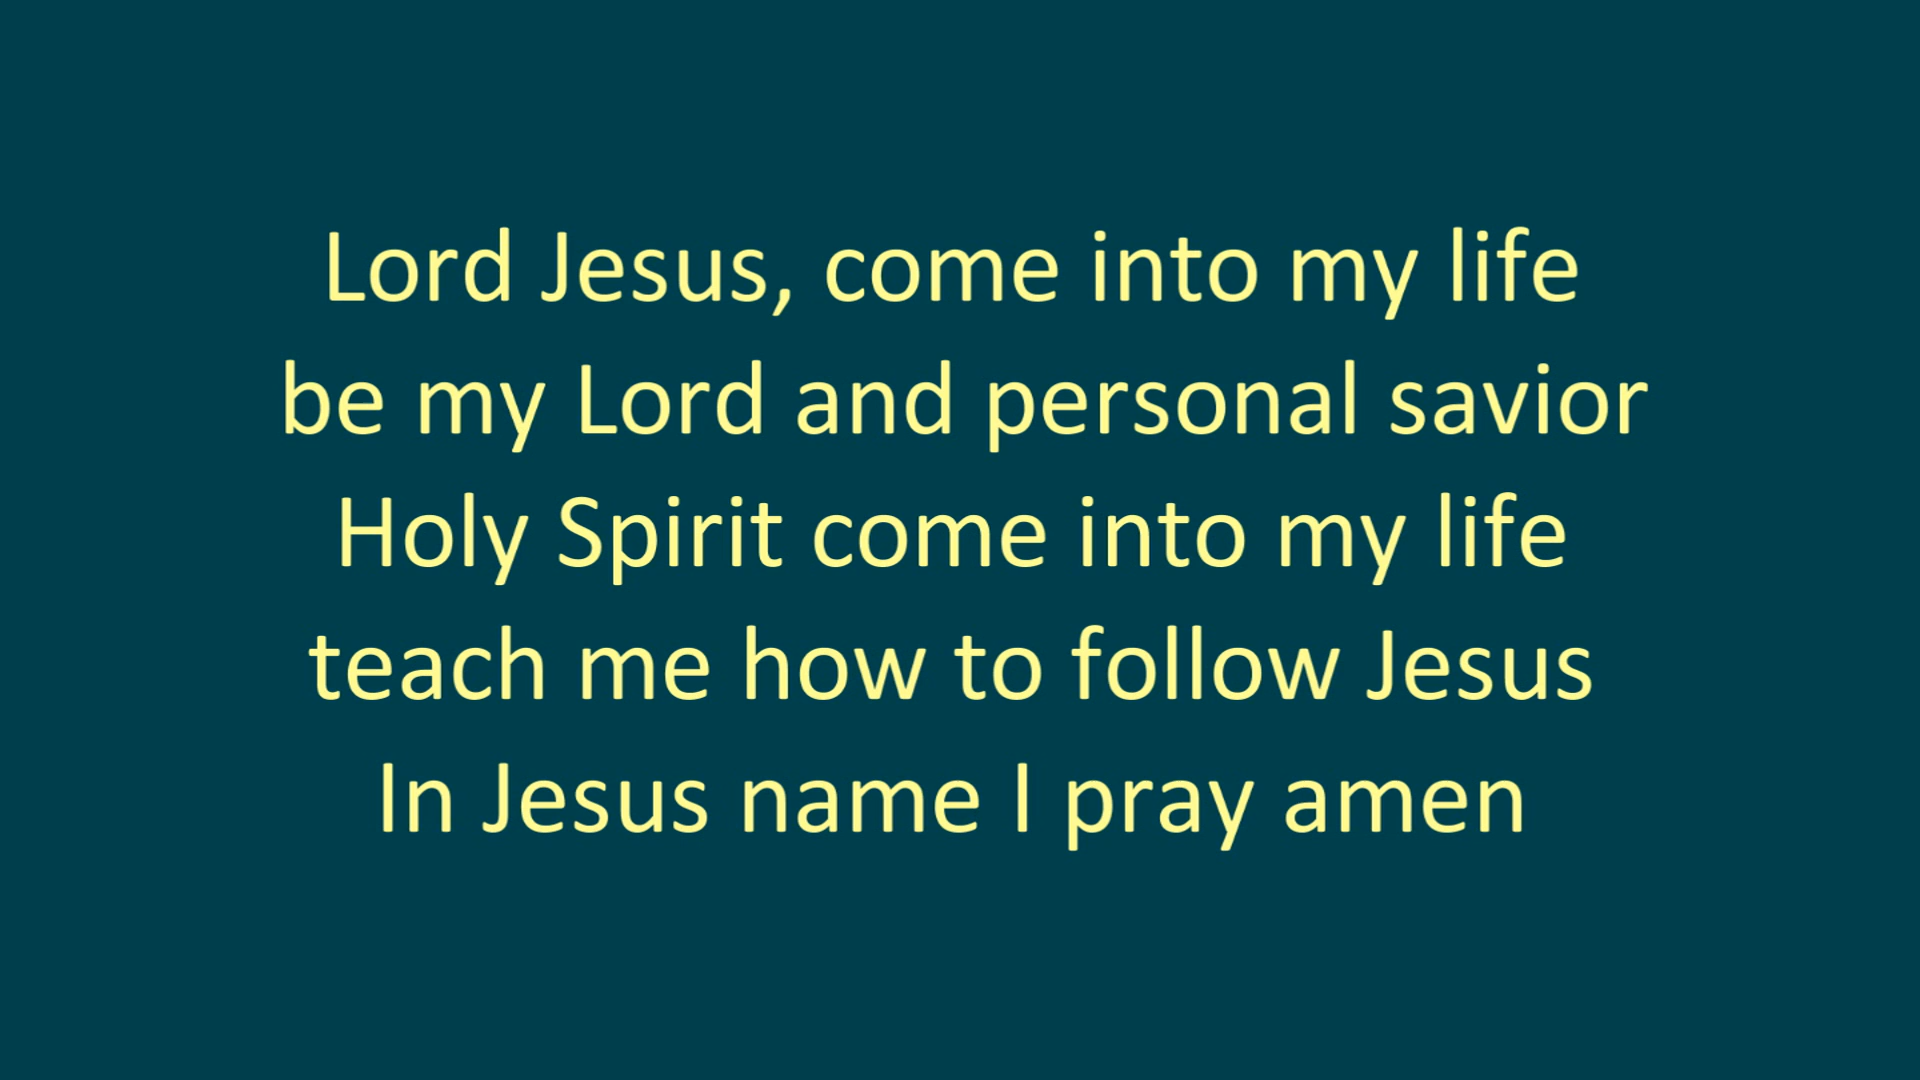 Lord Jesus, come into my life
be my Lord and personal savior
Holy Spirit come into my life
teach me how to follow Jesus
In Jesus name I pray amen